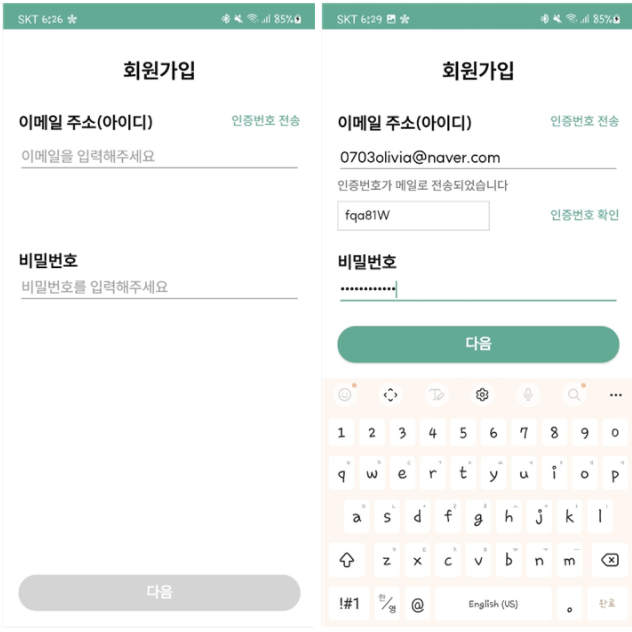 SKT 6:26
85%
회원가입
이메일 주소(아이디)
인증번호 전송
이메일을 입력해주세요
비밀번호
비밀번호를 입력해주세요
다음
SKT 6:29
85%
회원가입
이메일 주소(아이디)
인증번호 전송
0703olivia@naver.com
인증번호가 메일로 전송되었습니다
fqa81W
인증번호 확인
비밀번호
••••••••••••
다음
1 2 3 4 5 6 7 8 9 0
q w e r t y u i o p
a s d f g h j k l
z x c v b n m
!#1 한/영 @ English (US) . 완료